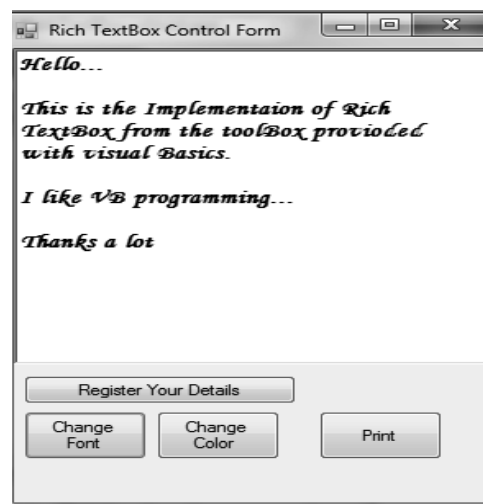 Rich TextBox Control Form
Hello...
This is the Implementaion of Rich
TextBox from the toolBox provioded
with visual Basics.
I like VB programming...
Thanks a lot
Register Your Details
Change
Font
Change
Color
Print